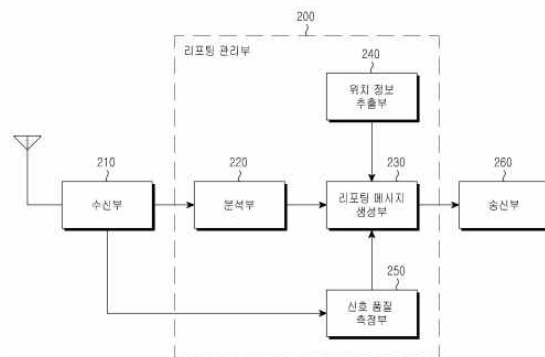 200
리포팅 관리부
240
위치 정보
추출부
210
수신부
220
분석부
230
리포팅 메시지
생성부
260
송신부
250
신호 품질
측정부